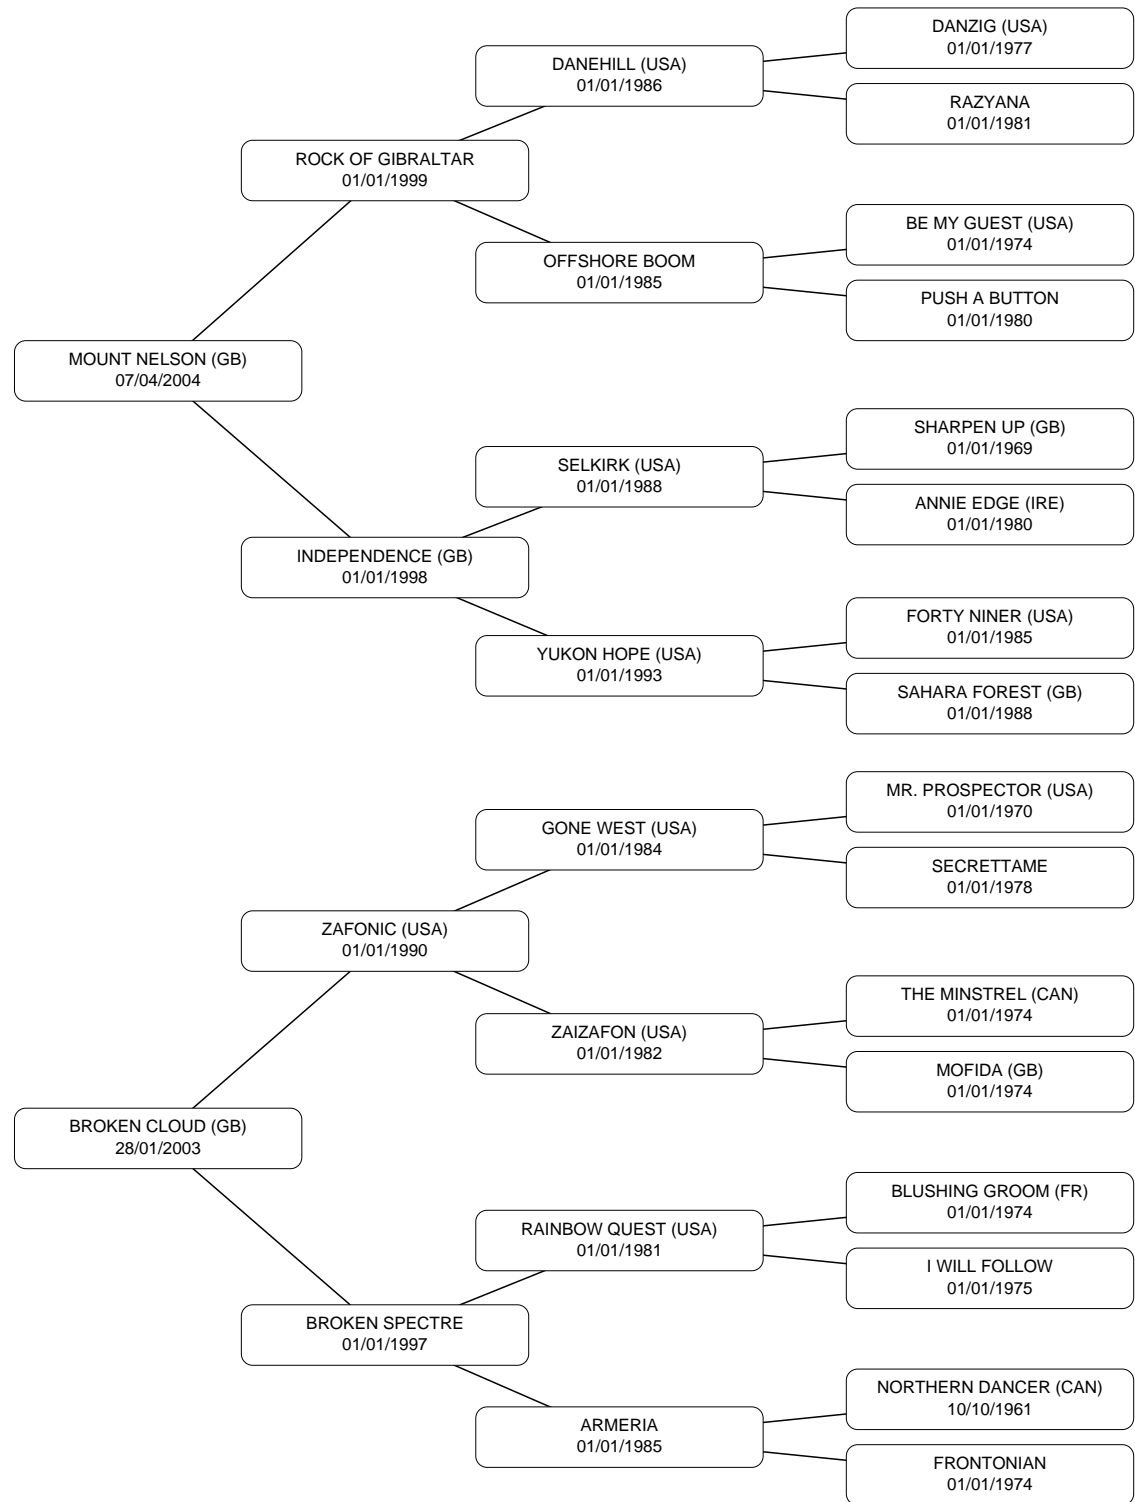 DANZIG (USA)
01/01/1977
DANEHILL (USA)
01/01/1986
RAZYANA
01/01/1981
ROCK OF GIBRALTAR
01/01/1999
BE MY GUEST (USA)
01/01/1974
OFFSHORE BOOM
01/01/1985
PUSH A BUTTON
01/01/1980
MOUNT NELSON (GB)
07/04/2004
SHARPEN UP (GB)
01/01/1969
SELKIRK (USA)
01/01/1988
ANNIE EDGE (IRE)
01/01/1980
INDEPENDENCE (GB)
01/01/1998
FORTY NINER (USA)
01/01/1985
YUKON HOPE (USA)
01/01/1993
SAHARA FOREST (GB)
01/01/1988
MR. PROSPECTOR (USA)
01/01/1970
GONE WEST (USA)
01/01/1984
SECRETTAME
01/01/1978
ZAFONIC (USA)
01/01/1990
THE MINSTREL (CAN)
01/01/1974
ZAIZAFON (USA)
01/01/1982
MOFIDA (GB)
01/01/1974
BROKEN CLOUD (GB)
28/01/2003
BLUSHING GROOM (FR)
01/01/1974
RAINBOW QUEST (USA)
01/01/1981
I WILL FOLLOW
01/01/1975
BROKEN SPECTRE
01/01/1997
NORTHERN DANCER (CAN)
10/10/1961
ARMERIA
01/01/1985
FRONTONIAN
01/01/1974